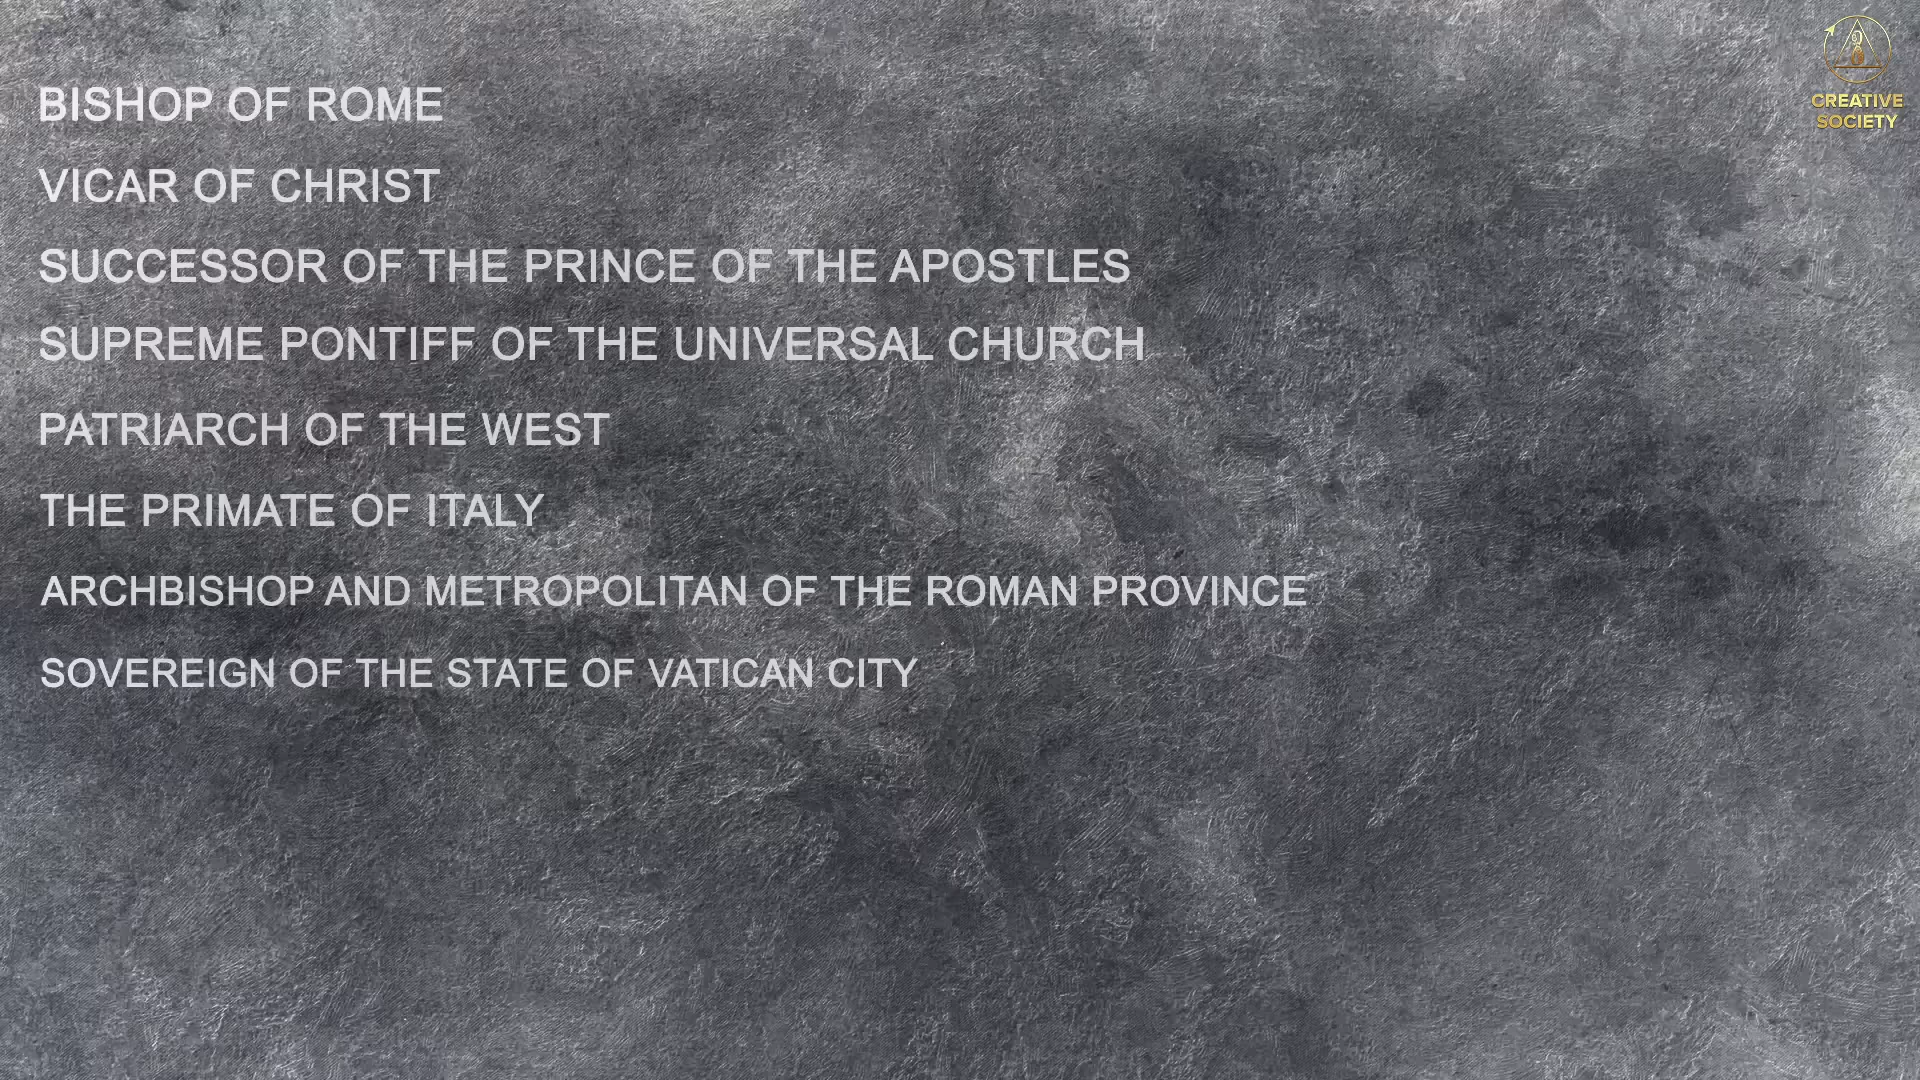 BISHOP OF ROME
VICAR OF CHRIST
SUCCESSOR OF THE PRINCE OF THE APOSTLES
SUPREME PONTIFF OF THE UNIVERSAL CHURCH
PATRIARCH OF THE WEST
THE PRIMATE OF ITALY
ARCHBISHOP AND METROPOLITAN OF THE ROMAN PROVINCE
SOVEREIGN OF THE STATE OF VATICAN CITY
CREATIVE
SOCIETY